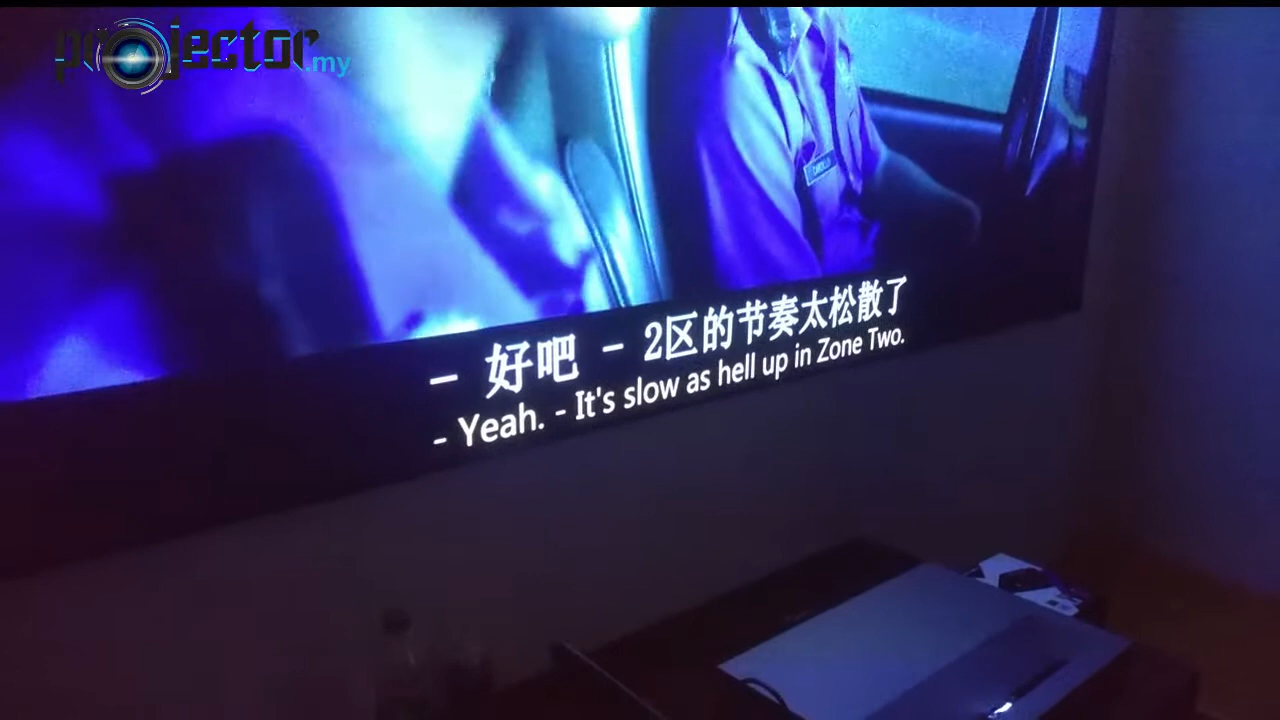 projector.my
- 好吧 - 2区的节奏太松散了
- Yeah. - It's slow as hell up in Zone Two.